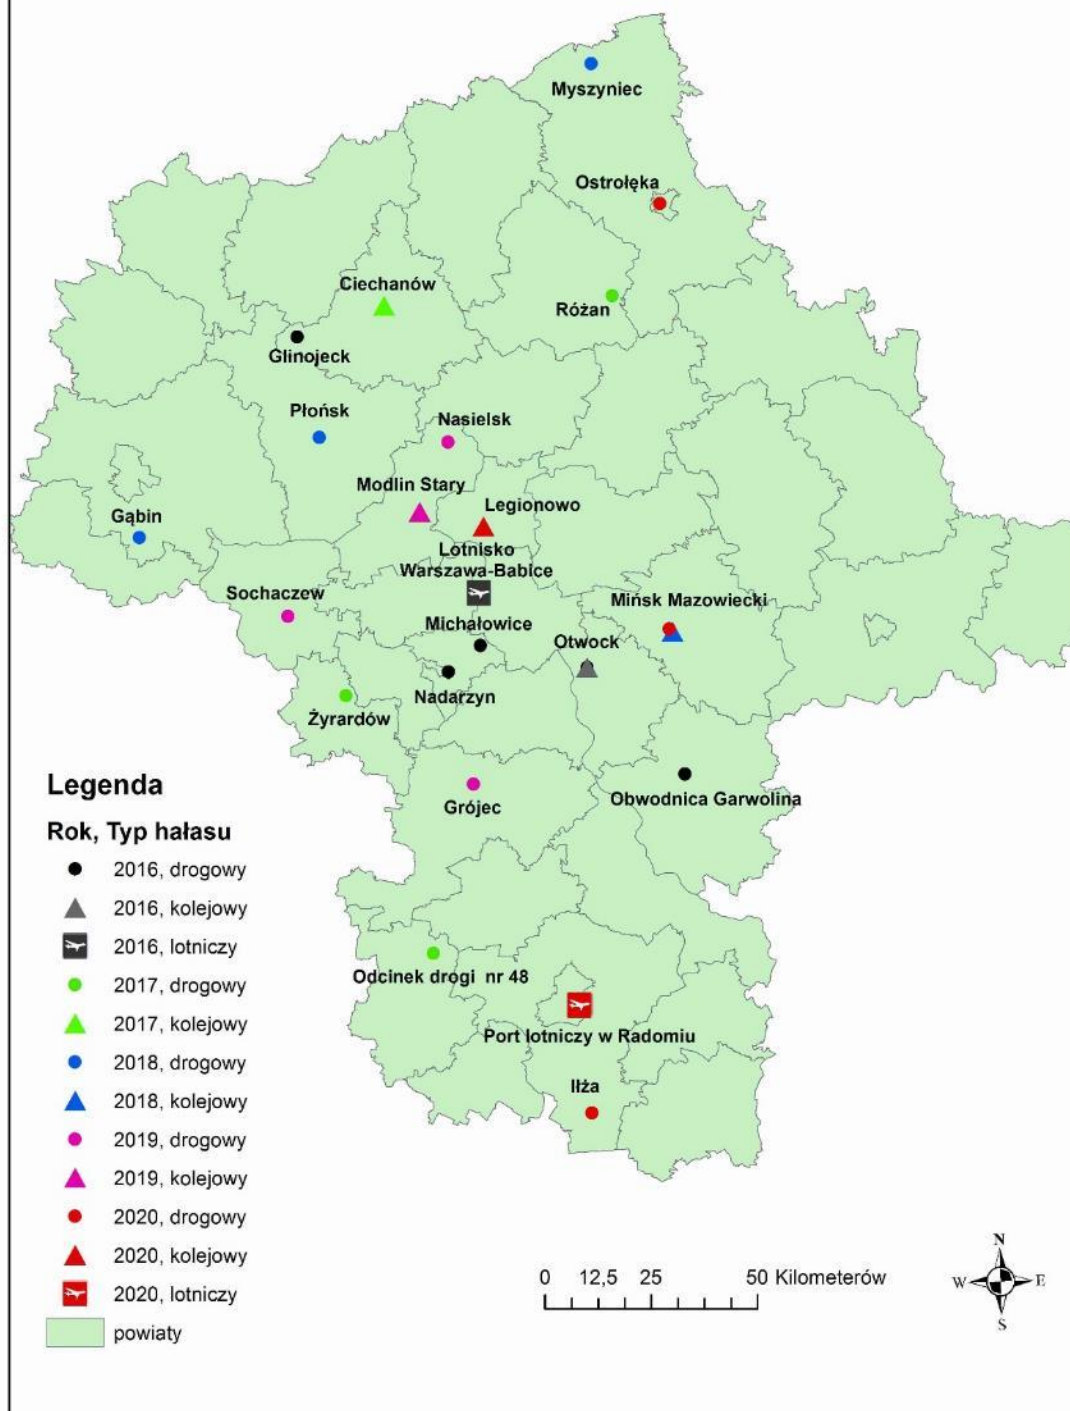 Myszyniec
Ostrołęka
Ciechanów
Różan
Glinojeck
Płońsk
Nasielsk
Modlin Stary
Legionowo
Gąbin
Lotnisko
Warszawa-Babice
Sochaczew
Mińsk Mazowiecki
Michałowice
Otwock
Nadarzyn
Żyrardów
Obwodnica Garwolina
Grójec
Odcinek drogi nr 48
Port lotniczy w Radomiu
Iłża
Legenda
Rok, Typ hałasu
2016, drogowy
2016, kolejowy
2016, lotniczy
2017, drogowy
2017, kolejowy
2018, drogowy
2018, kolejowy
2019, drogowy
2019, kolejowy
2020, drogowy
2020, kolejowy
2020, lotniczy
powiaty
0 12,5 25 50 Kilometerów
N
W E
S